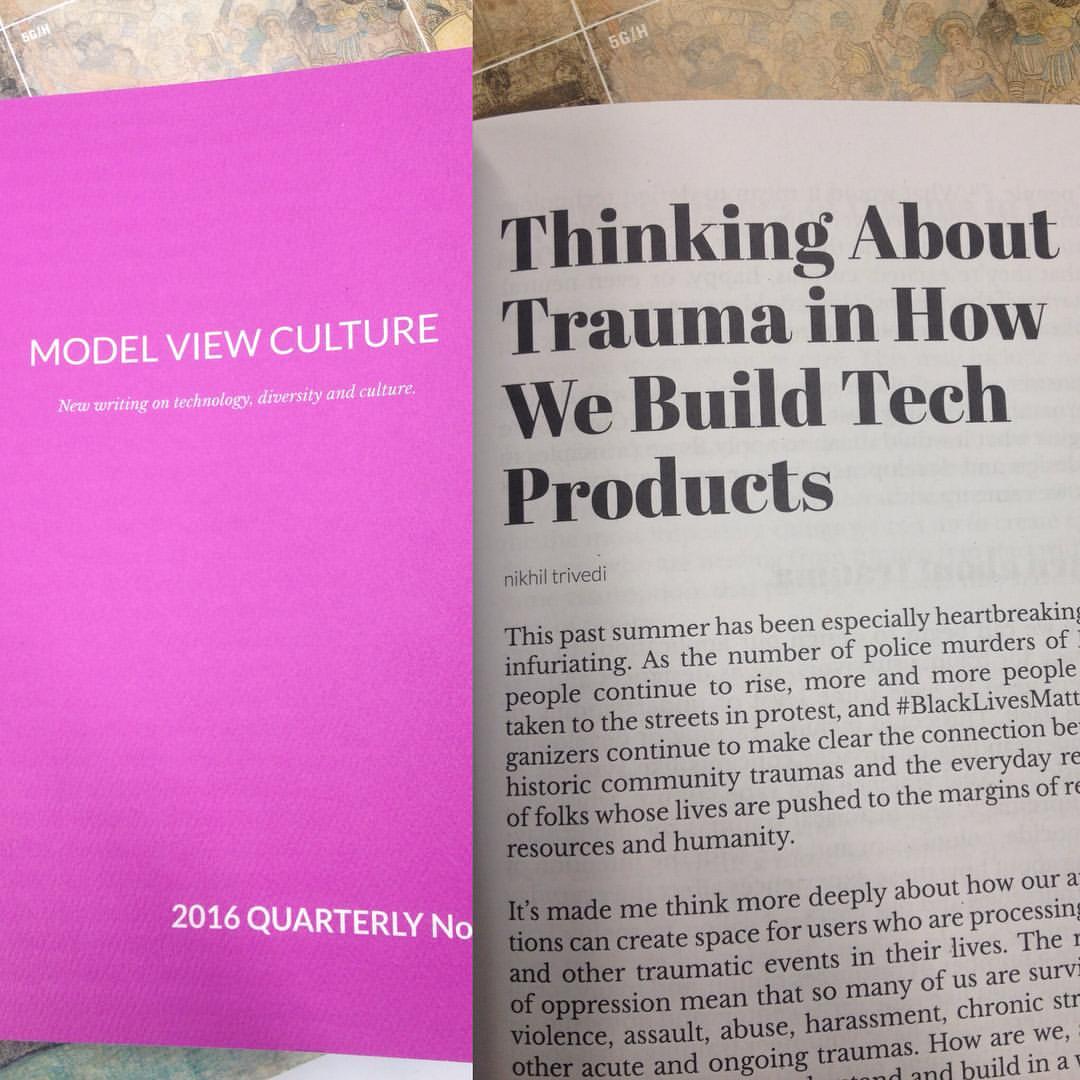 5G/H
MODEL VIEW CULTURE
New writing on technology, diversity and culture.
2016 QUARTERLY No
5G/H
Thinking About
Trauma in How
We Build Tech
Products
nikhil trivedi
This past summer has been especially heartbreaking
infuriating. As the number of police murders of
people continue to rise, more and more people
taken to the streets in protest, and #BlackLivesMatt
ganizers continue to make clear the connection be
historic community traumas and the everyday re
of folks whose lives are pushed to the margins of re
resources and humanity.
It's made me think more deeply about how our a
tions can create space for users who are processing
and other traumatic events in their lives. The
of oppression mean that so many of us are survi
violence, assault, abuse, harassment, chronic str
other acute and ongoing traumas. How are we,
and build in a